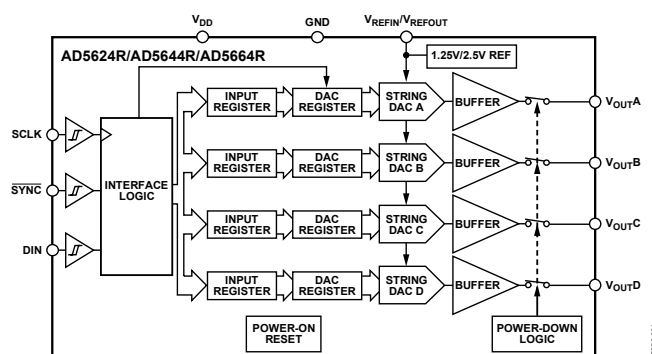 VDD GND VREFIN/VREFOUT
AD5624R/AD5644R/AD5664R
1.25V/2.5V REF
SCLK
SYNC
DIN
INTERFACE
LOGIC
INPUT
REGISTER
DAC
REGISTER
STRING
DAC A
BUFFER
VOUTA
INPUT
REGISTER
DAC
REGISTER
STRING
DAC B
BUFFER
VOUTB
INPUT
REGISTER
DAC
REGISTER
STRING
DAC C
BUFFER
VOUTC
INPUT
REGISTER
DAC
REGISTER
STRING
DAC D
BUFFER
VOUTD
POWER-ON
RESET
POWER-DOWN
LOGIC